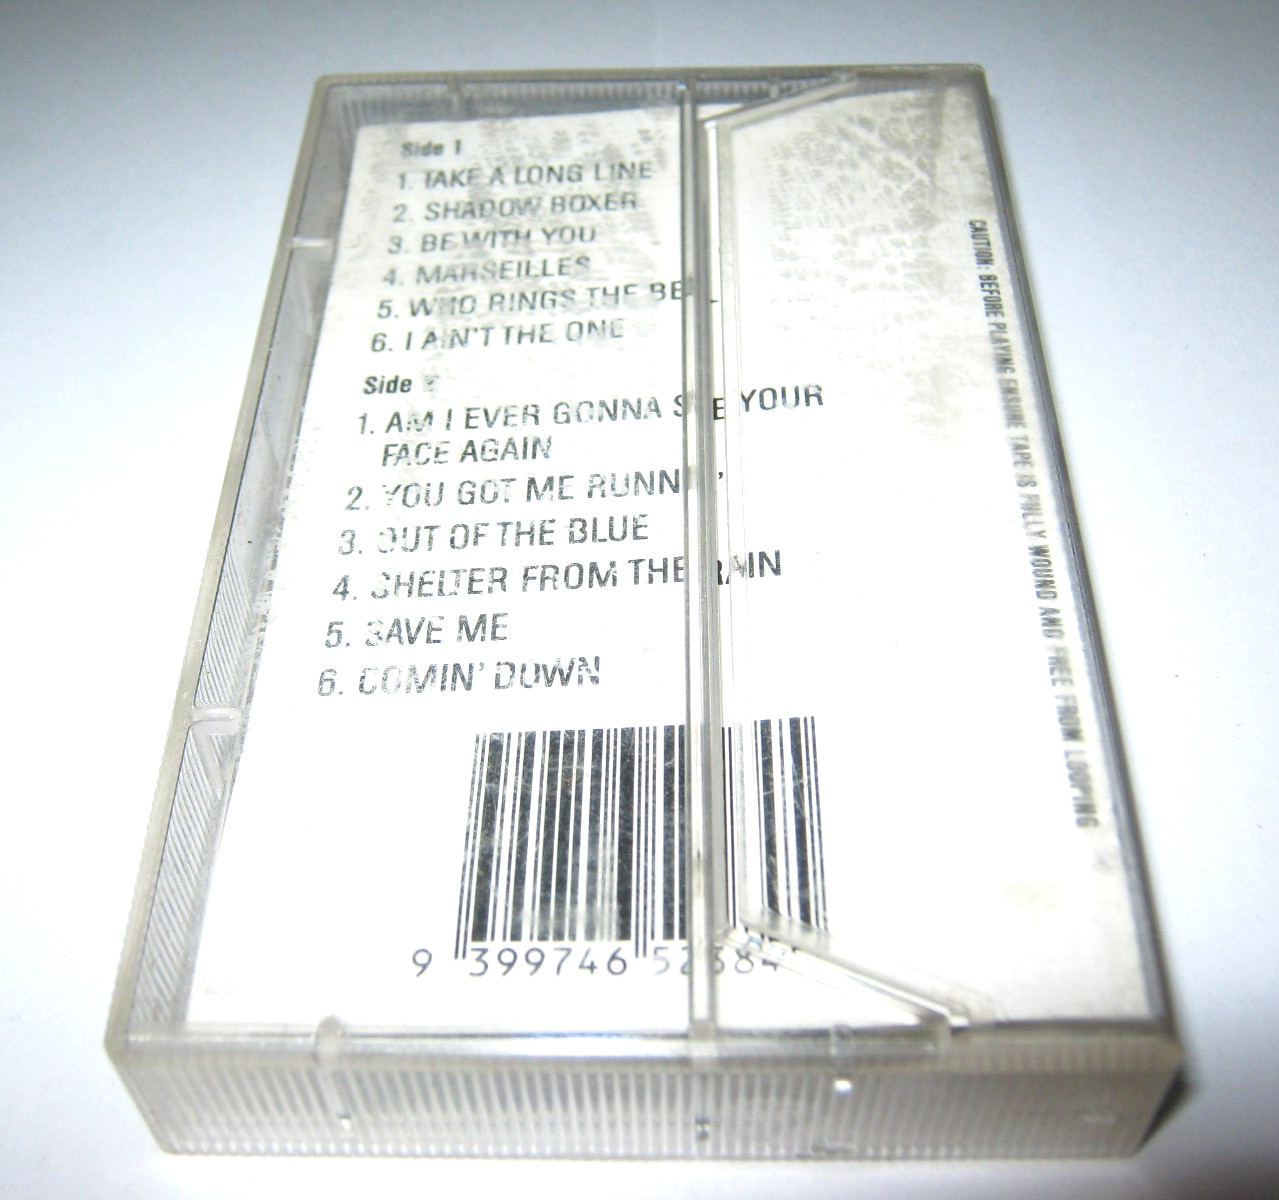 Side 1
1. TAKE A LONG LINE
2. SHADOW BOXER
3. BE WITH YOU
4. MARSEILLES
5. WHO RINGS THE BELL
6. I AIN'T THE ONE
Side
1. AM I EVER GONNA SEE YOUR
FACE AGAIN
2. YOU GOT ME RUNNIN'
3. OUT OF THE BLUE
4. SHELTER FROM THE RAIN
5. SAVE ME
6. COMIN' DOWN
9 399746
CAUTION: BEFORE PLAYING ENSURE TAPE IS FULLY WOUND AND FREE FROM LOOPING